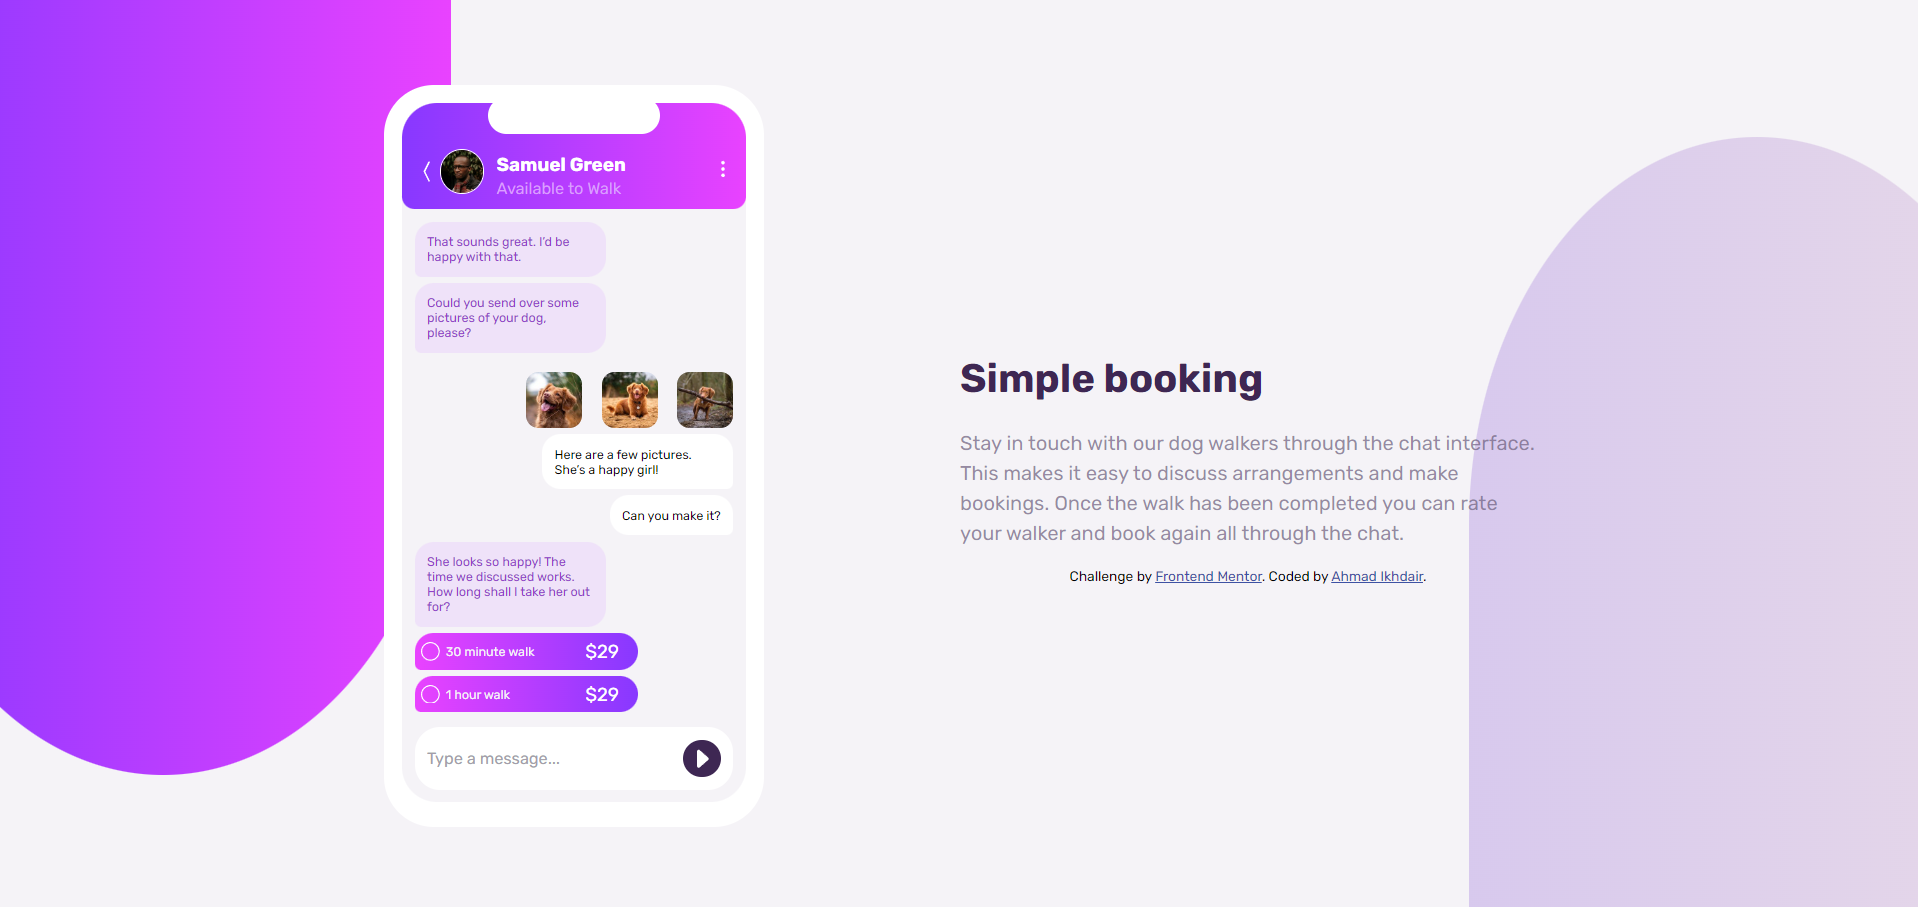 Samuel Green
Available to Walk
That sounds great. I’d be
happy with that.
Could you send over some
pictures of your dog,
please?
Here are a few pictures.
She’s a happy girl!
Can you make it?
She looks so happy! The
time we discussed works.
How long shall I take her out
for?
30 minute walk $29
1 hour walk $29
Type a message...
Simple booking
Stay in touch with our dog walkers through the chat interface.
This makes it easy to discuss arrangements and make
bookings. Once the walk has been completed you can rate
your walker and book again all through the chat.
Challenge by Frontend Mentor. Coded by Ahmad Ikhdair.